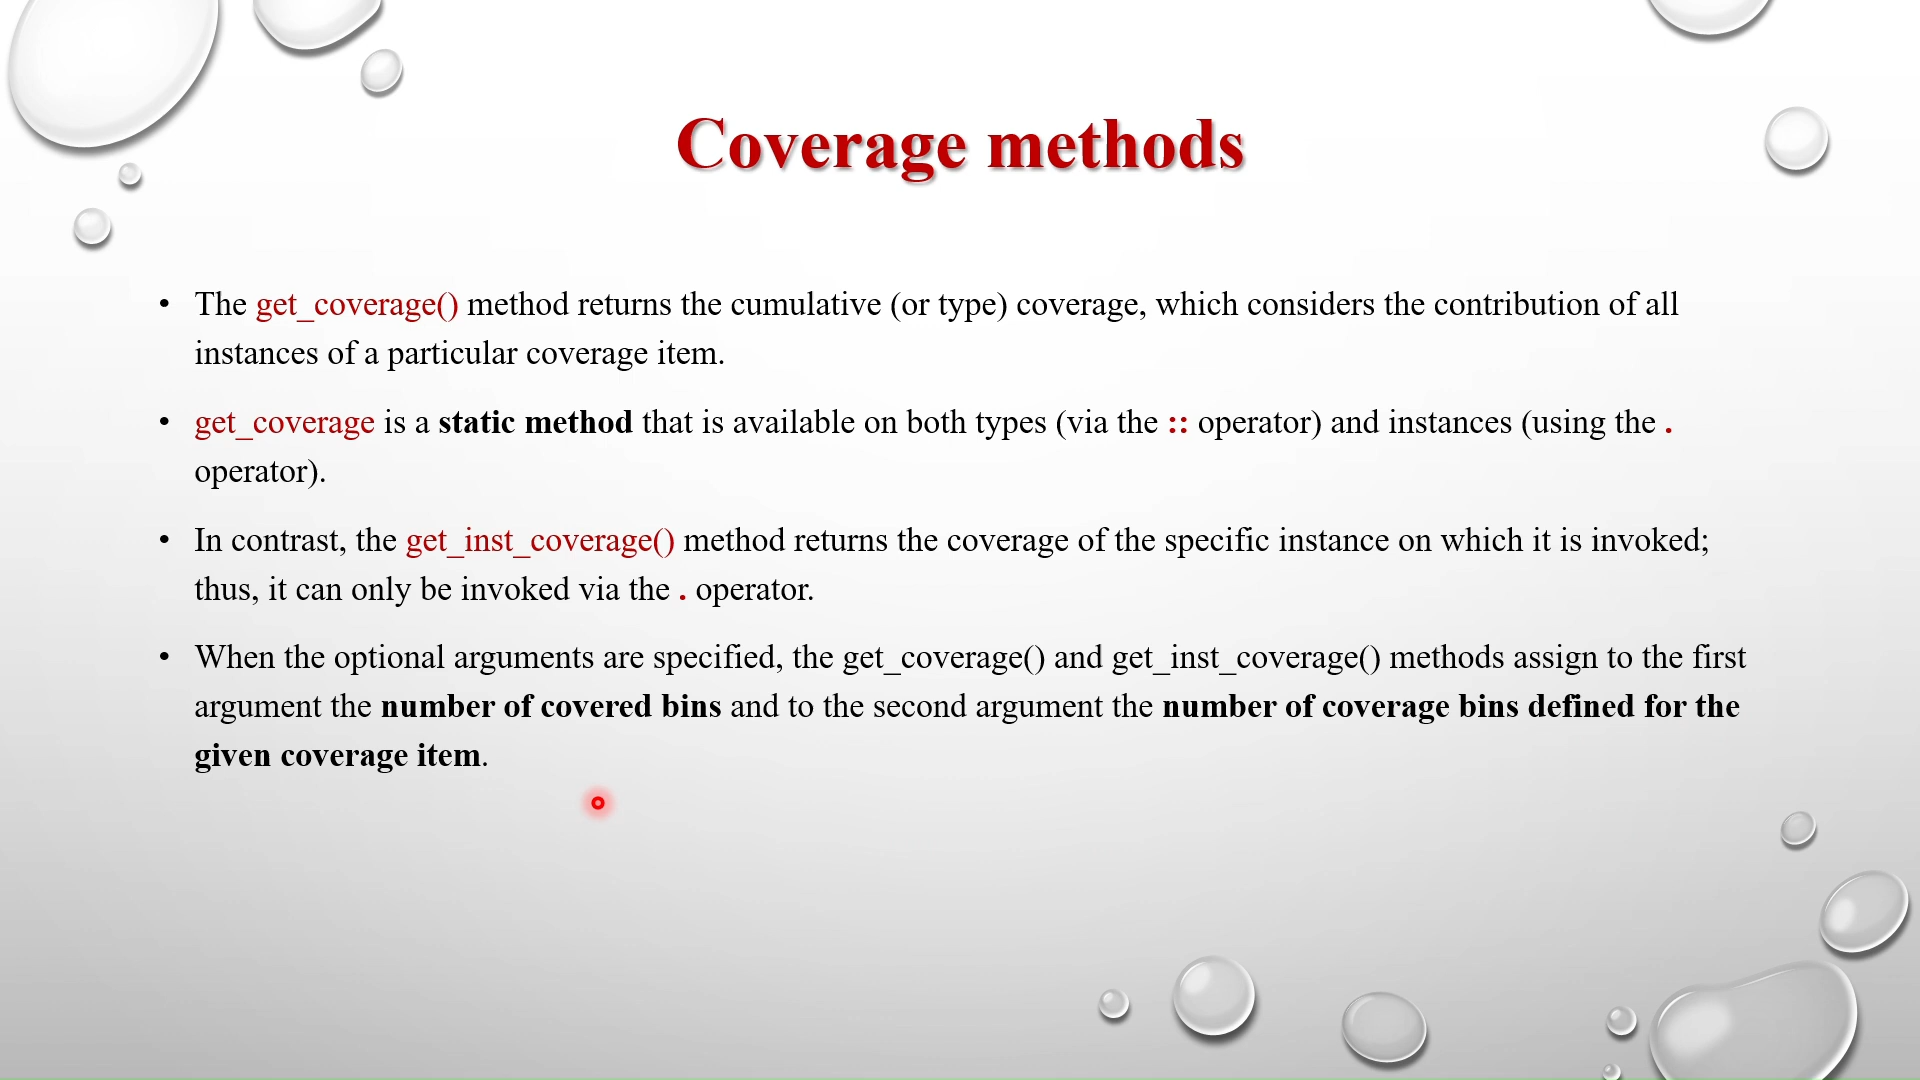 Coverage methods
• The get_coverage() method returns the cumulative (or type) coverage, which considers the contribution of all
instances of a particular coverage item.
• get_coverage is a static method that is available on both types (via the :: operator) and instances (using the .
operator).
• In contrast, the get_inst_coverage() method returns the coverage of the specific instance on which it is invoked;
thus, it can only be invoked via the . operator.
• When the optional arguments are specified, the get_coverage() and get_inst_coverage() methods assign to the first
argument the number of covered bins and to the second argument the number of coverage bins defined for the
given coverage item.